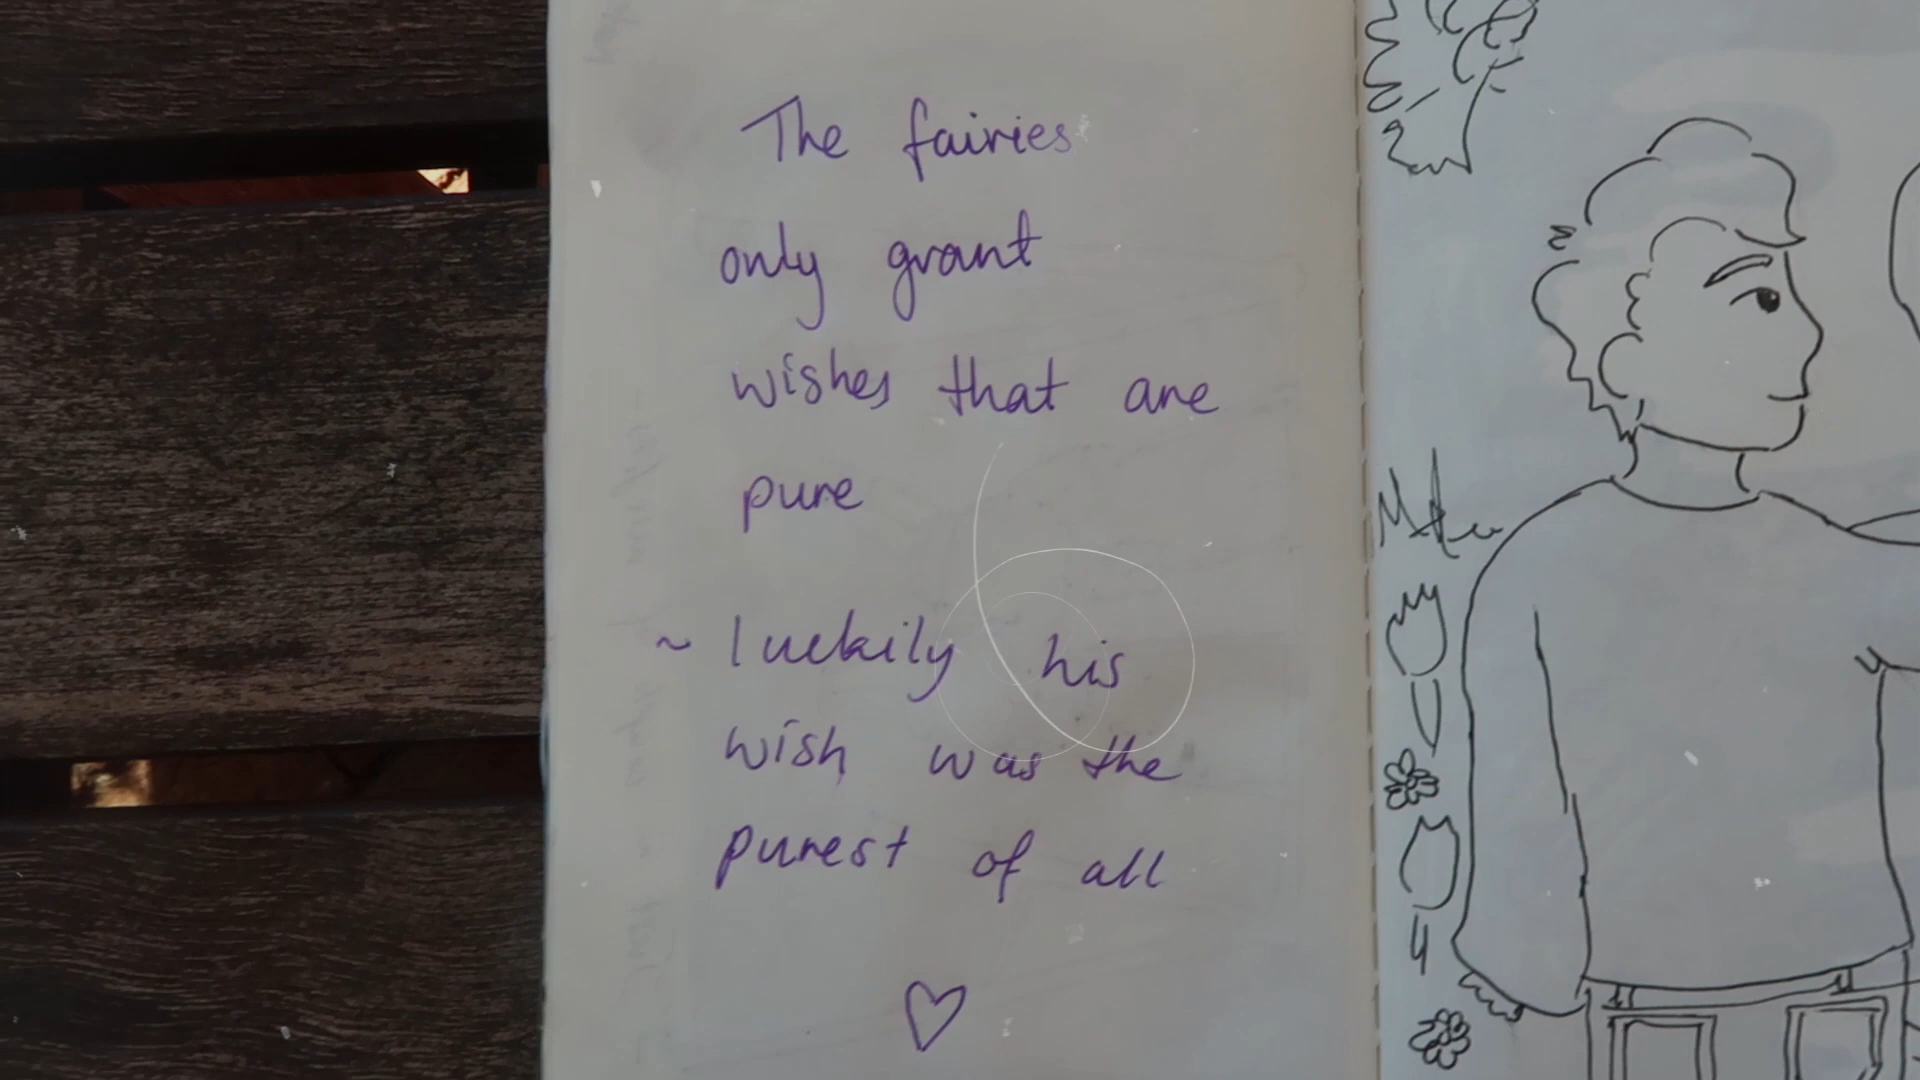 The fairies
only grant
wishes that are
pure
~ luckily his
wish was the
purest of all
♡